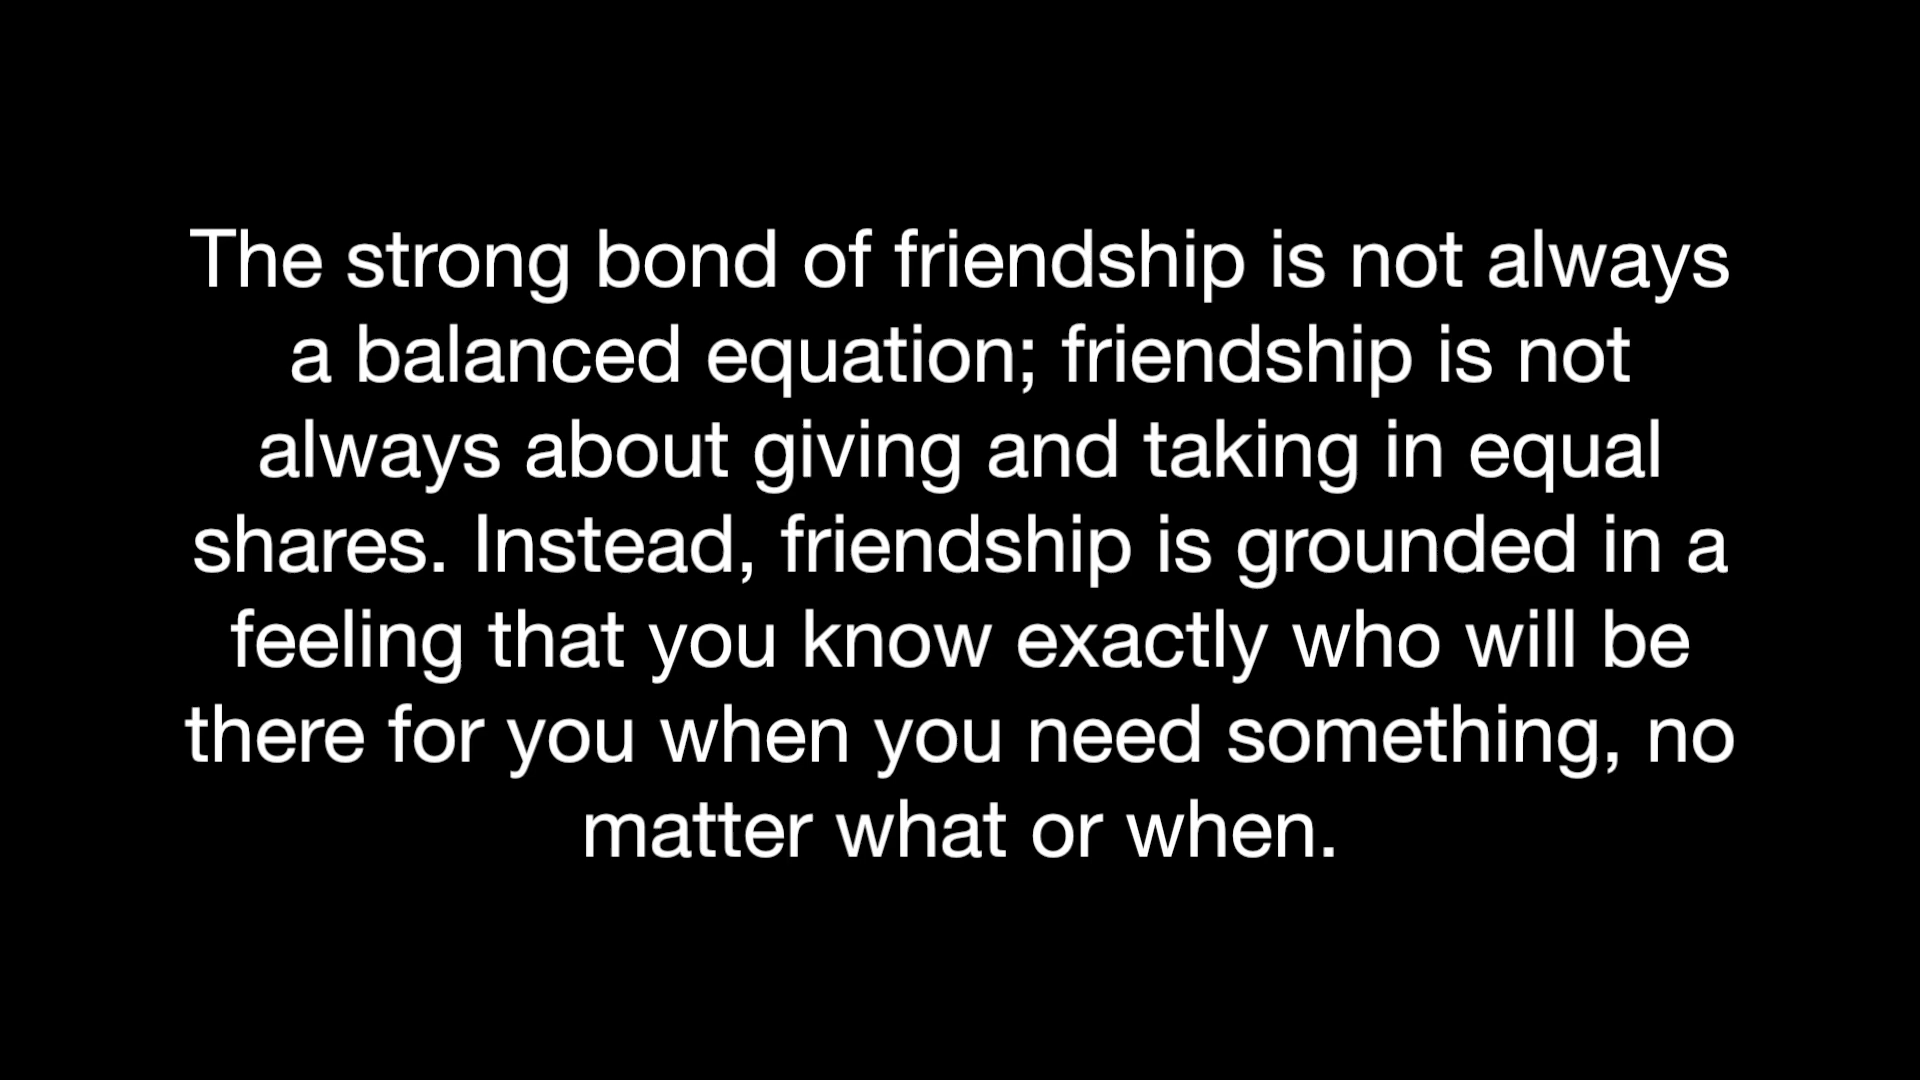 The strong bond of friendship is not always
a balanced equation; friendship is not
always about giving and taking in equal
shares. Instead, friendship is grounded in a
feeling that you know exactly who will be
there for you when you need something, no
matter what or when.